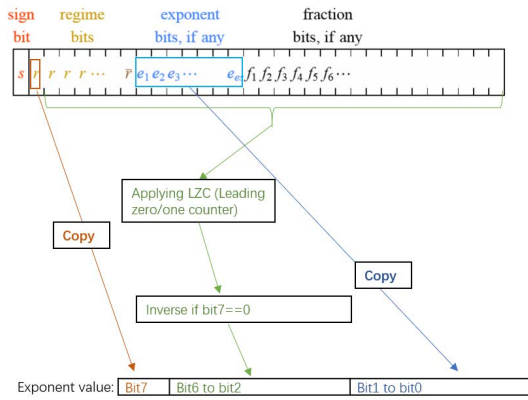 sign regime exponent fraction
bit bits bits, if any bits, if any
s r r r r ··· r̅ e₁ e₂ e₃ ··· eₑₛ f₁ f₂ f₃ f₄ f₅ f₆ ···
Applying LZC (Leading
zero/one counter)
Copy
Copy
Inverse if bit7==0
Exponent value: Bit7 Bit6 to bit2 Bit1 to bit0